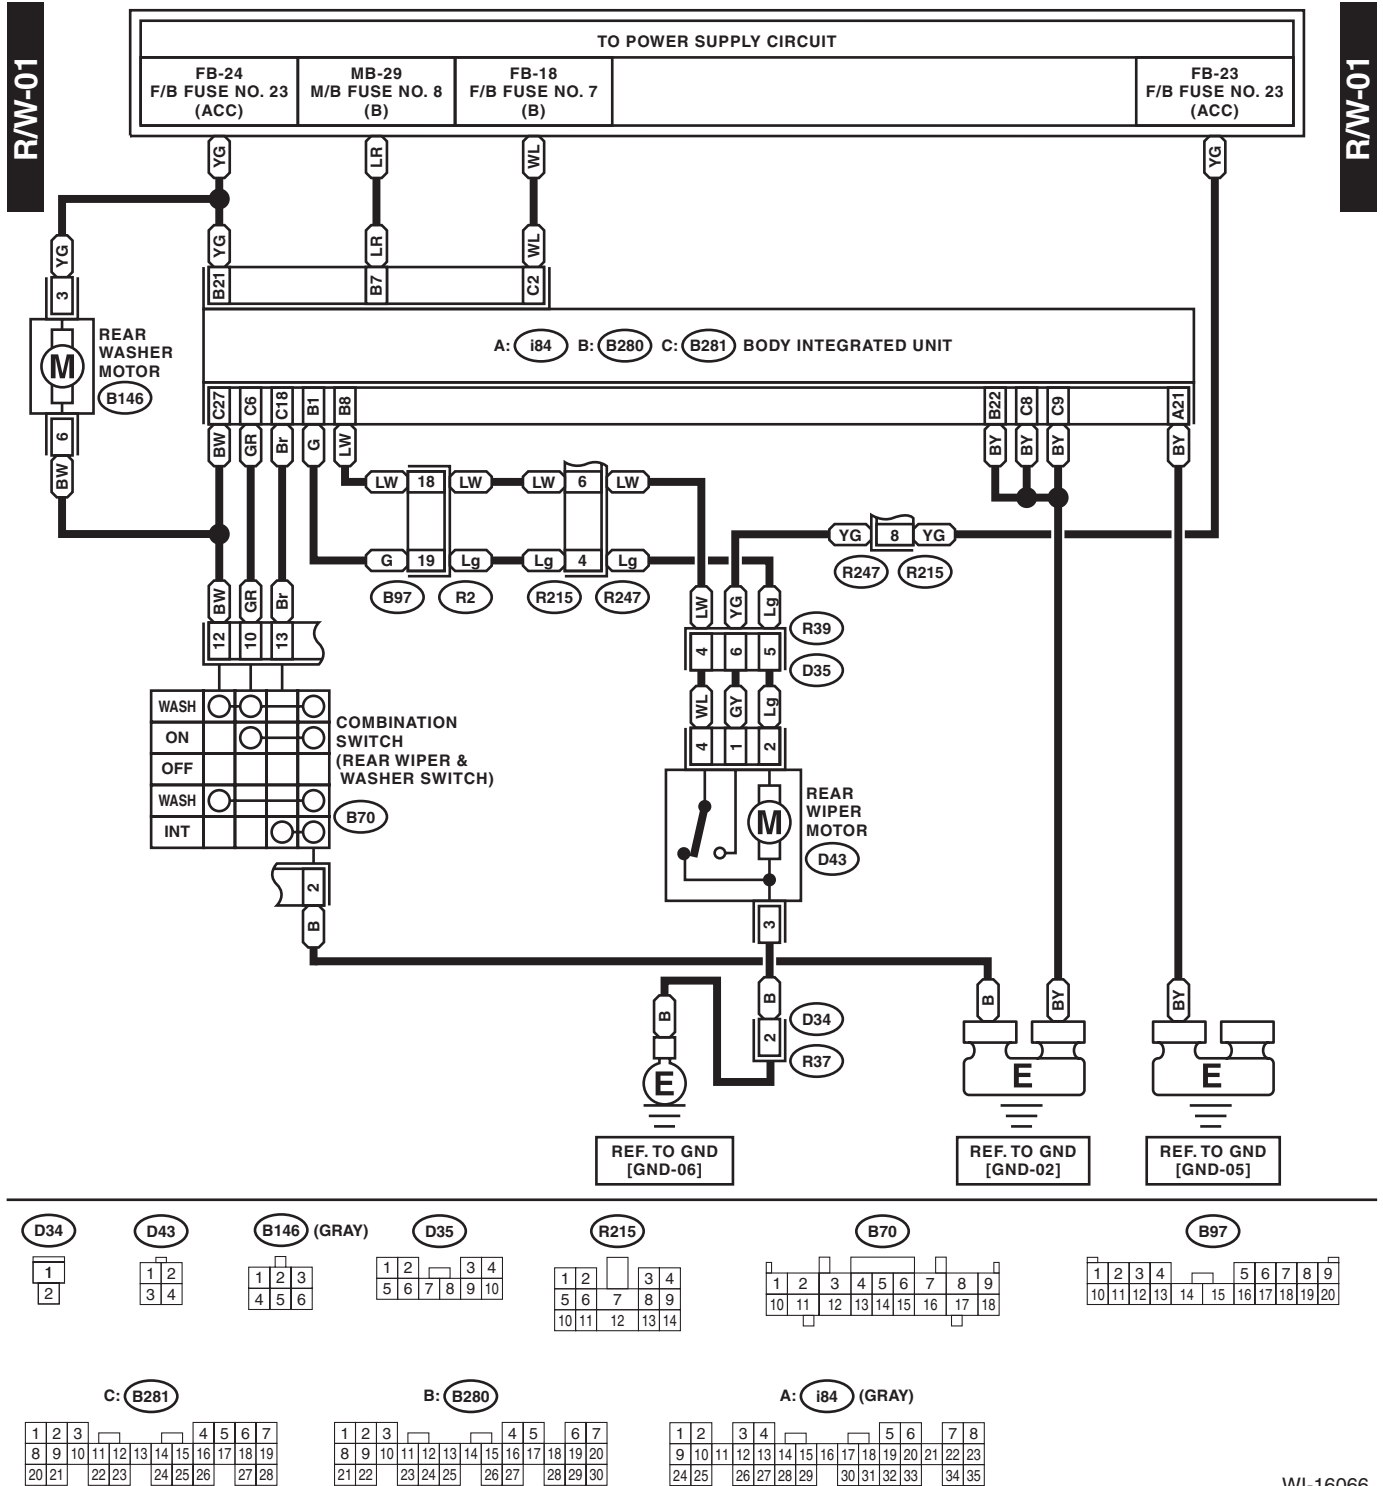 R/W-01
R/W-01
TO POWER SUPPLY CIRCUIT
FB-24
F/B FUSE NO. 23
(ACC)
MB-29
M/B FUSE NO. 8
(B)
FB-18
F/B FUSE NO. 7
(B)
FB-23
F/B FUSE NO. 23
(ACC)
YG LR WL YG
YG LR WL
YG
B21 B7 C2
3
REAR
WASHER
MOTOR
M
B146
6
BW
A: i84 B: B280 C: B281 BODY INTEGRATED UNIT
C27 C6 C18 B1 B8 B22 C8 C9 A21
BW GR Br G LW BY BY BY BY
LW 18 LW LW 6 LW
YG 8 YG
R247 R215
G 19 Lg Lg 4 Lg
B97 R2 R215 R247
BW GR Br
LW YG Lg
R39
12 10 13
4 6 5
D35
WL GY Lg
4 1 2
WASH
ON
OFF
WASH
INT
COMBINATION
SWITCH
(REAR WIPER &
WASHER SWITCH)
B70
2
B
REAR
WIPER
MOTOR
M
D43
3
B
D34
2
R37
B
E
B BY
E
BY
E
REF. TO GND
[GND-06]
REF. TO GND
[GND-02]
REF. TO GND
[GND-05]
D34 D43 B146 (GRAY) D35 R215 B70 B97
1
2
1 2
3 4
1 2 3
4 5 6
1 2 3 4
5 6 7 8 9 10
1 2 3 4
5 6 7 8 9
10 11 12 13 14
1 2 3 4 5 6 7 8 9
10 11 12 13 14 15 16 17 18
1 2 3 4 5 6 7 8 9
10 11 12 13 14 15 16 17 18 19 20
C: B281 B: B280 A: i84 (GRAY)
1 2 3 4 5 6 7
8 9 10 11 12 13 14 15 16 17 18 19
20 21 22 23 24 25 26 27 28
1 2 3 4 5 6 7
8 9 10 11 12 13 14 15 16 17 18 19 20
21 22 23 24 25 26 27 28 29 30
1 2 3 4 5 6 7 8
9 10 11 12 13 14 15 16 17 18 19 20 21 22 23
24 25 26 27 28 29 30 31 32 33 34 35
WI-16066